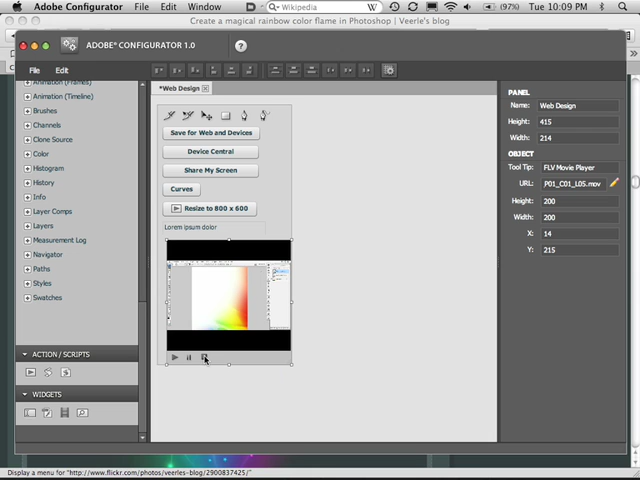 Adobe Configurator File Edit Window Wikipedia (97%) Tue 10:09 PM
Create a magical rainbow color flame in Photoshop | Veerle's blog
ADOBE® CONFIGURATOR 1.0 ?
File Edit
*Web Design
Animation (Frames)
Animation (Timeline)
Brushes
Channels
Clone Source
Color
Histogram
History
Info
Layer Comps
Layers
Measurement Log
Navigator
Paths
Styles
Swatches
ACTION / SCRIPTS
WIDGETS
Save for Web and Devices
Device Central
Share My Screen
Curves
Resize to 800 x 600
Lorem ipsum dolor
PANEL
Name: Web Design
Height: 415
Width: 214
OBJECT
Tool Tip: FLV Movie Player
URL: P01_C01_L05.mov
Height: 200
Width: 200
X: 14
Y: 215
Display a menu for "http://www.flickr.com/photos/veerles-blog/2900837425/"